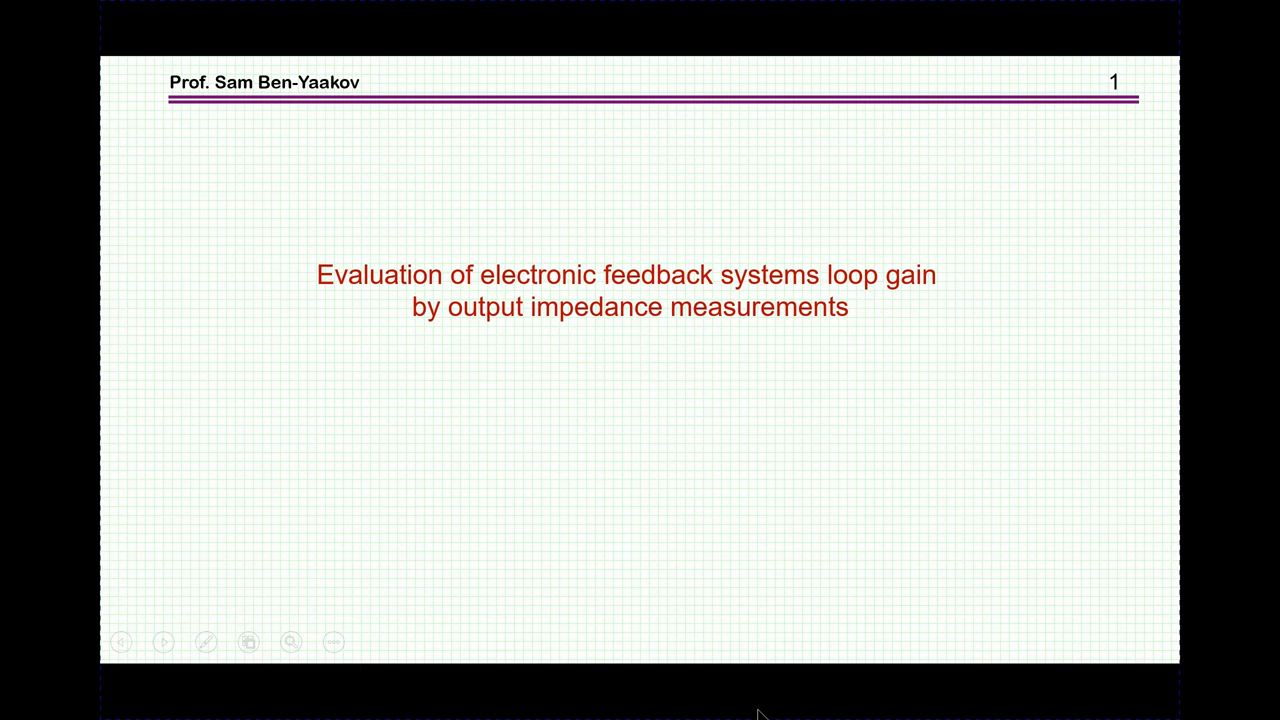 Prof. Sam Ben-Yaakov
1
Evaluation of electronic feedback systems loop gain
by output impedance measurements